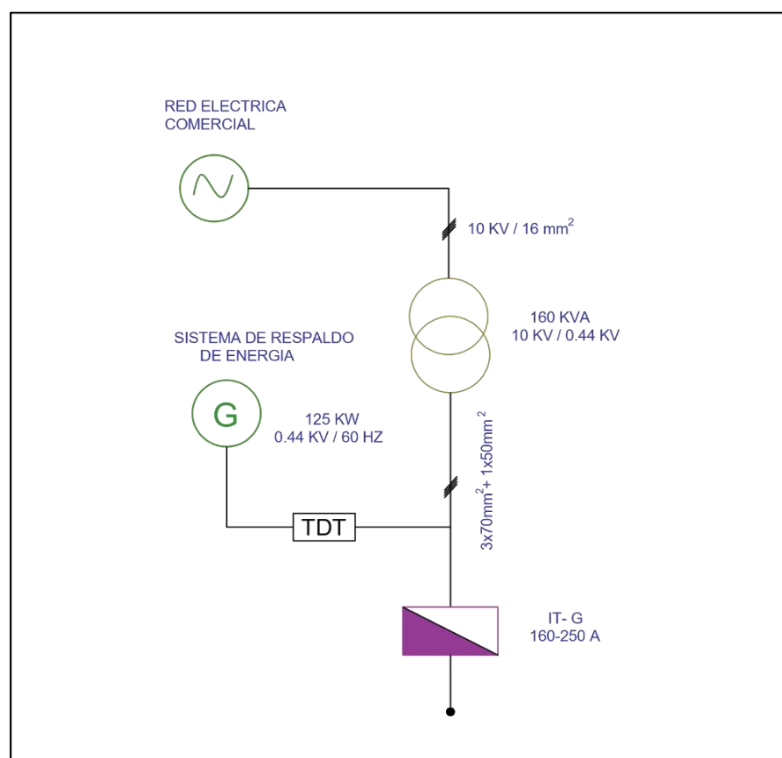 RED ELECTRICA
COMERCIAL
10 KV / 16 mm²
160 KVA
10 KV / 0.44 KV
SISTEMA DE RESPALDO
DE ENERGIA
G
125 KW
0.44 KV / 60 HZ
3x70mm²+ 1x50mm²
TDT
IT- G
160-250 A